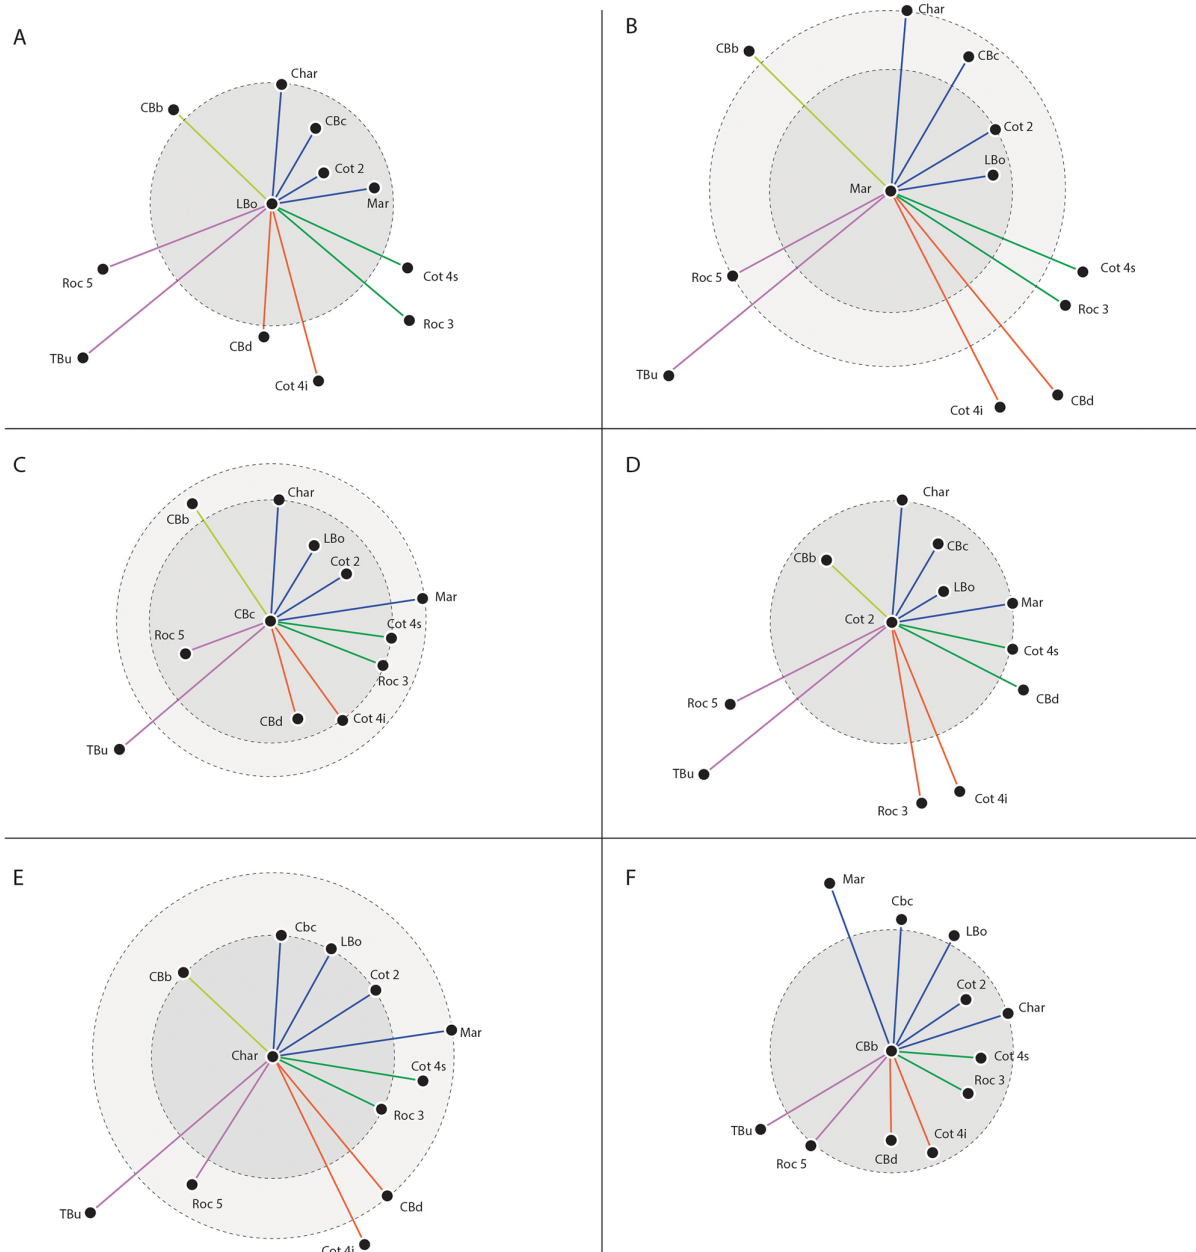 A
Char
CBb
CBc
Cot 2
LBo
Mar
Roc 5
Cot 4s
Roc 3
CBd
TBu
Cot 4i
B
Char
CBb
CBc
Cot 2
LBo
Mar
Roc 5
Cot 4s
Roc 3
TBu
CBd
Cot 4i
C
Char
CBb
LBo
Cot 2
Mar
CBc
Cot 4s
Roc 5
Roc 3
CBd
Cot 4i
TBu
D
Char
CBc
CBb
LBo
Mar
Cot 2
Cot 4s
CBd
Roc 5
TBu
Cot 4i
Roc 3
E
Cbc
LBo
CBb
Cot 2
Mar
Char
Cot 4s
Roc 3
Roc 5
CBd
TBu
Cot 4i
F
Mar
Cbc
LBo
Cot 2
Char
CBb
Cot 4s
Roc 3
TBu
Cot 4i
CBd
Roc 5